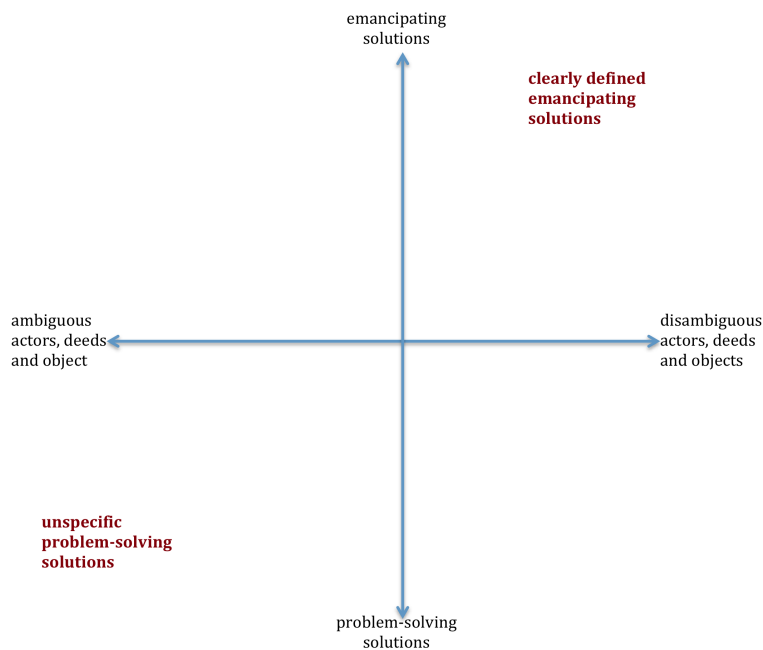 emancipating
solutions
clearly defined
emancipating
solutions
ambiguous
actors, deeds
and object
disambiguous
actors, deeds
and objects
unspecific
problem-solving
solutions
problem-solving
solutions